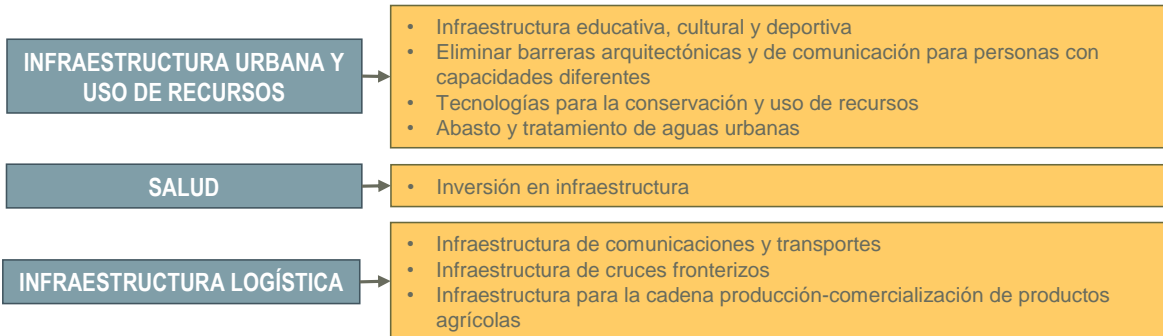 INFRAESTRUCTURA URBANA Y
USO DE RECURSOS
• Infraestructura educativa, cultural y deportiva
• Eliminar barreras arquitectónicas y de comunicación para personas con
capacidades diferentes
• Tecnologías para la conservación y uso de recursos
• Abasto y tratamiento de aguas urbanas
SALUD
• Inversión en infraestructura
INFRAESTRUCTURA LOGÍSTICA
• Infraestructura de comunicaciones y transportes
• Infraestructura de cruces fronterizos
• Infraestructura para la cadena producción-comercialización de productos
agrícolas